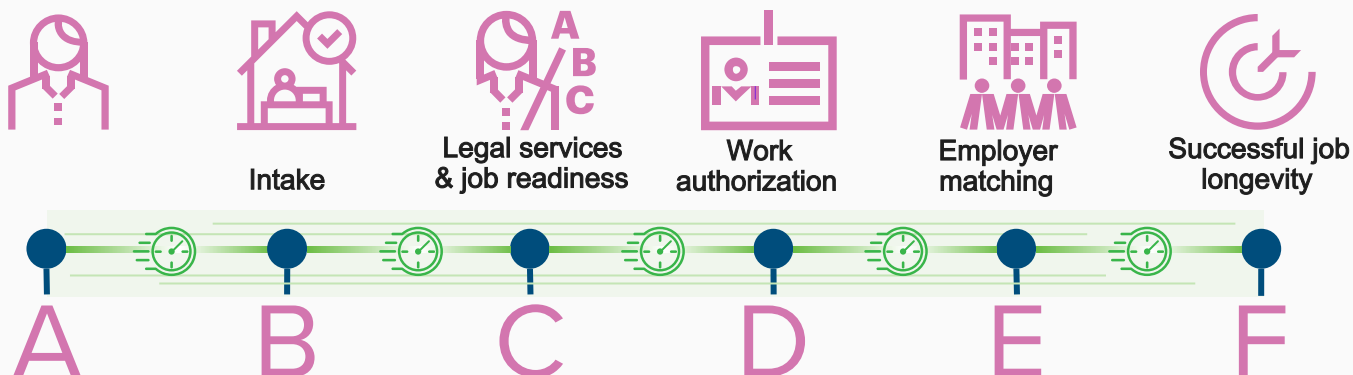 A
B
C
Intake
Legal services
& job readiness
Work
authorization
Employer
matching
Successful job
longevity
A
B
C
D
E
F